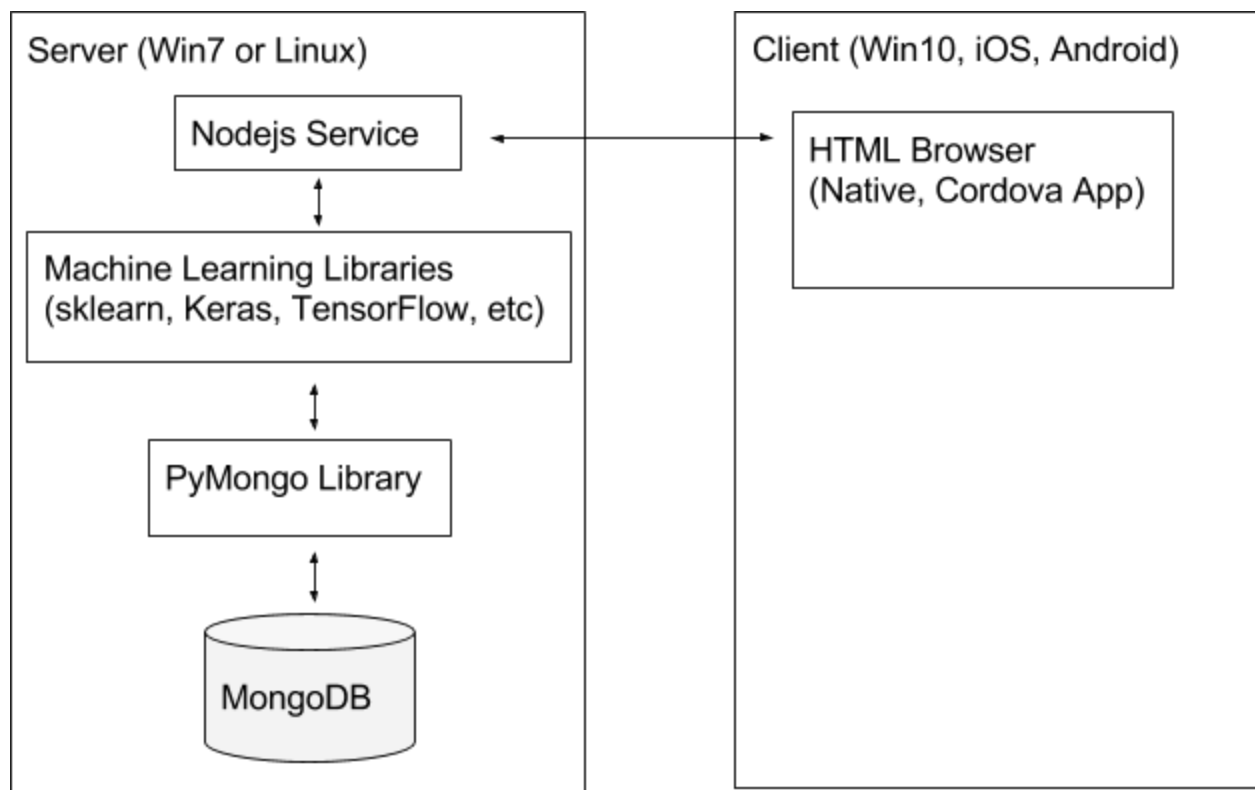 Server (Win7 or Linux)
Nodejs Service
Machine Learning Libraries
(sklearn, Keras, TensorFlow, etc)
PyMongo Library
MongoDB
Client (Win10, iOS, Android)
HTML Browser
(Native, Cordova App)